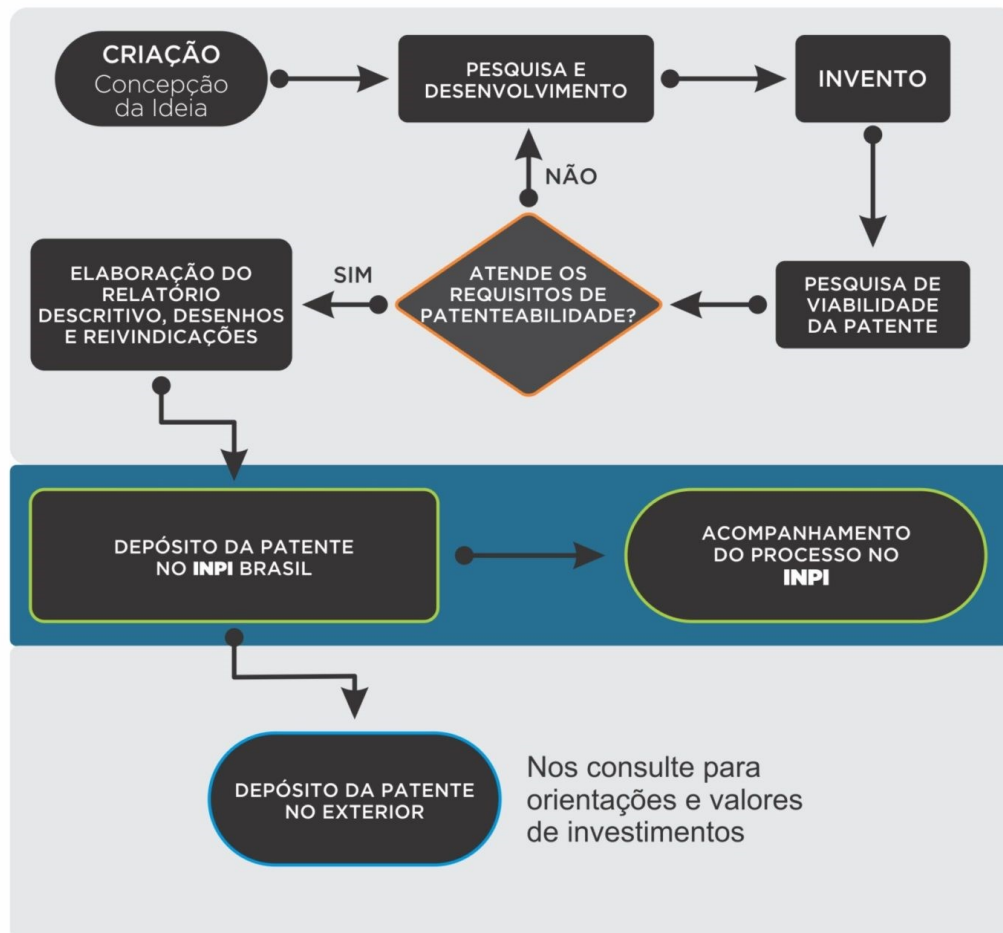 CRIAÇÃO
Concepção
da Ideia
PESQUISA E
DESENVOLVIMENTO
INVENTO
NÃO
PESQUISA DE
VIABILIDADE
DA PATENTE
ATENDE OS
REQUISITOS DE
PATENTEABILIDADE?
SIM
ELABORAÇÃO DO
RELATÓRIO
DESCRITIVO, DESENHOS
E REIVINDICAÇÕES
DEPÓSITO DA PATENTE
NO INPI BRASIL
ACOMPANHAMENTO
DO PROCESSO NO
INPI
DEPÓSITO DA PATENTE
NO EXTERIOR
Nos consulte para
orientações e valores
de investimentos